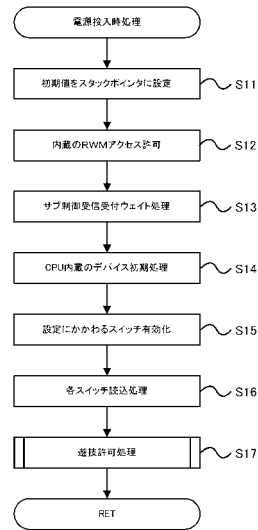 電源投入時処理
初期値をスタックポインタに設定
S11
内蔵のRWMアクセス許可
S12
サブ制御受信受付ウェイト処理
S13
CPU内蔵のデバイス初期処理
S14
設定にかかわるスイッチ有効化
S15
各スイッチ読込処理
S16
遊技許可処理
S17
RET